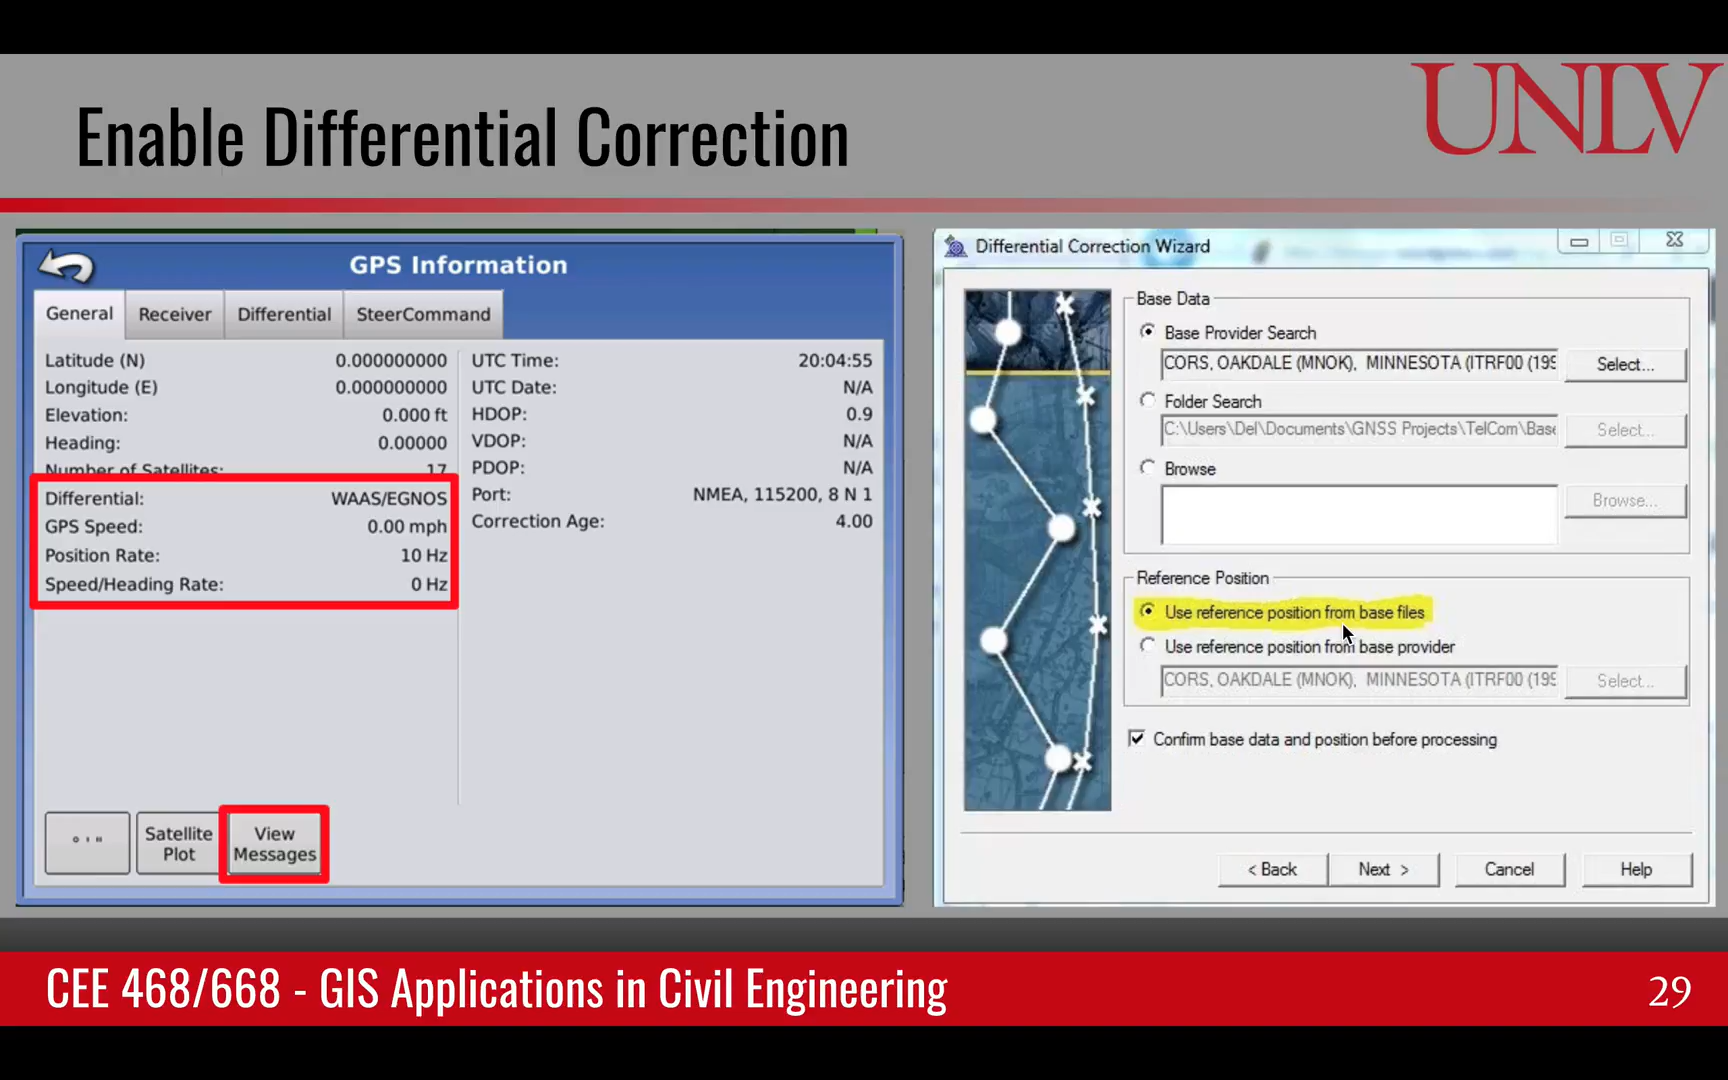 Enable Differential Correction
UNLV
GPS Information
General Receiver Differential SteerCommand
Latitude (N) 0.000000000
Longitude (E) 0.000000000
Elevation: 0.000 ft
Heading: 0.00000
Number of Satellites: 17
Differential: WAAS/EGNOS
GPS Speed: 0.00 mph
Position Rate: 10 Hz
Speed/Heading Rate: 0 Hz
UTC Time: 20:04:55
UTC Date: N/A
HDOP: 0.9
VDOP: N/A
PDOP: N/A
Port: NMEA, 115200, 8 N 1
Correction Age: 4.00
° ' "
Satellite
Plot
View
Messages
Differential Correction Wizard
Base Data
Base Provider Search
CORS, OAKDALE (MNOK), MINNESOTA (ITRF00 (199 Select...
Folder Search
C:\Users\Del\Documents\GNSS Projects\TelCom\Base Select...
Browse
Browse...
Reference Position
Use reference position from base files
Use reference position from base provider
CORS, OAKDALE (MNOK), MINNESOTA (ITRF00 (199 Select...
Confirm base data and position before processing
< Back Next > Cancel Help
CEE 468/668 - GIS Applications in Civil Engineering
29